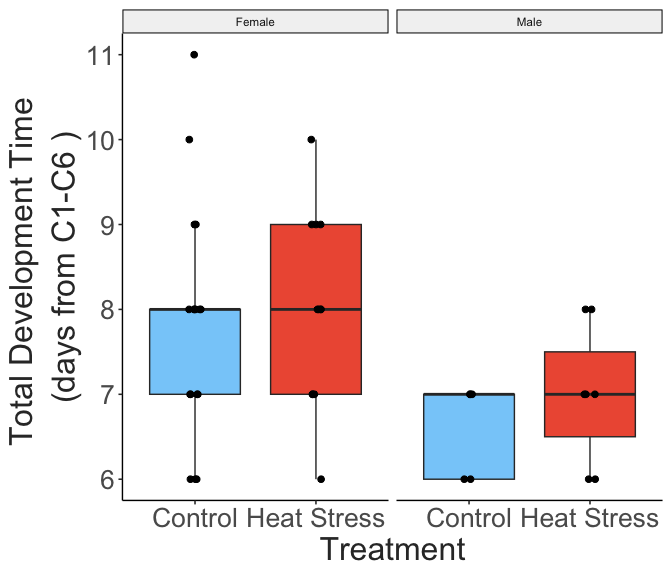 Female
Male
Total Development Time
(days from C1-C6 )
11
10
9
8
7
6
Control
Heat Stress
Control
Heat Stress
Treatment